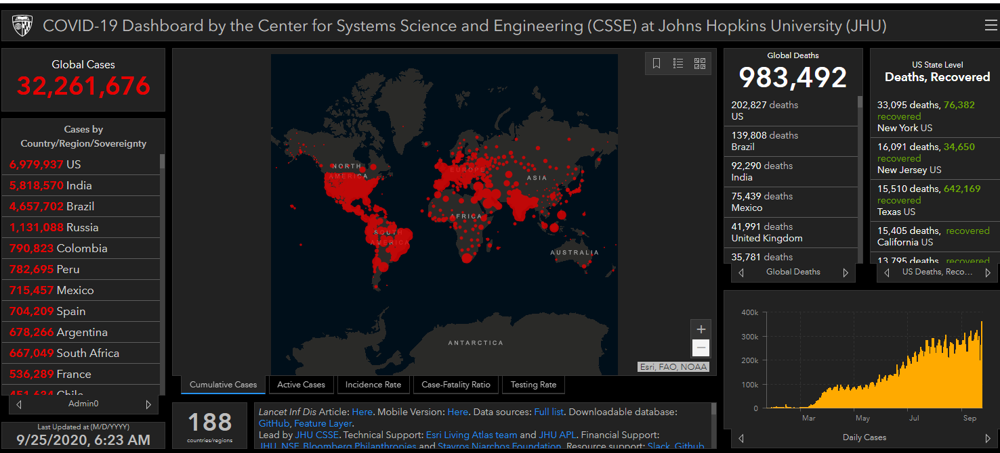 COVID-19 Dashboard by the Center for Systems Science and Engineering (CSSE) at Johns Hopkins University (JHU)
Global Cases
32,261,676
Cases by
Country/Region/Sovereignty
6,979,937 US
5,818,570 India
4,657,702 Brazil
1,131,088 Russia
790,823 Colombia
782,695 Peru
715,457 Mexico
704,209 Spain
678,266 Argentina
667,049 South Africa
536,289 France
451,634 Chile
Admin0
Last Updated at (M/D/YYYY)
9/25/2020, 6:23 AM
NORTH
AMERICA
EUROPE
ASIA
AFRICA
SOUTH
AMERICA
AUSTRALIA
ANTARCTICA
+
−
Esri, FAO, NOAA
Cumulative Cases
Active Cases
Incidence Rate
Case-Fatality Ratio
Testing Rate
188
countries/regions
Lancet Inf Dis Article: Here. Mobile Version: Here. Data sources: Full list. Downloadable database:
GitHub, Feature Layer.
Lead by JHU CSSE. Technical Support: Esri Living Atlas team and JHU APL. Financial Support:
JHU, NSF, Bloomberg Philanthropies and Stavros Niarchos Foundation. Resource support: Slack, Github
Global Deaths
983,492
202,827 deaths
US
139,808 deaths
Brazil
92,290 deaths
India
75,439 deaths
Mexico
41,991 deaths
United Kingdom
35,781 deaths
Global Deaths
US State Level
Deaths, Recovered
33,095 deaths, 76,382
recovered
New York US
16,091 deaths, 34,650
recovered
New Jersey US
15,510 deaths, 642,169
recovered
Texas US
15,405 deaths, recovered
California US
13,795 deaths, recovered
US Deaths, Reco...
400k
300k
200k
100k
0
Mar
May
Jul
Sep
Daily Cases